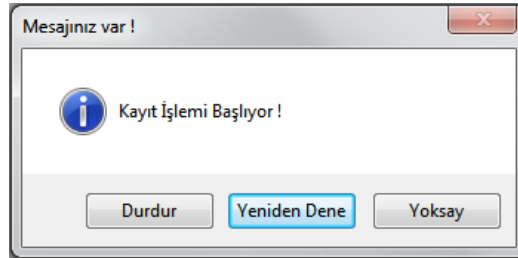 Mesajınız var !
Kayıt İşlemi Başlıyor !
Durdur Yeniden Dene Yoksay